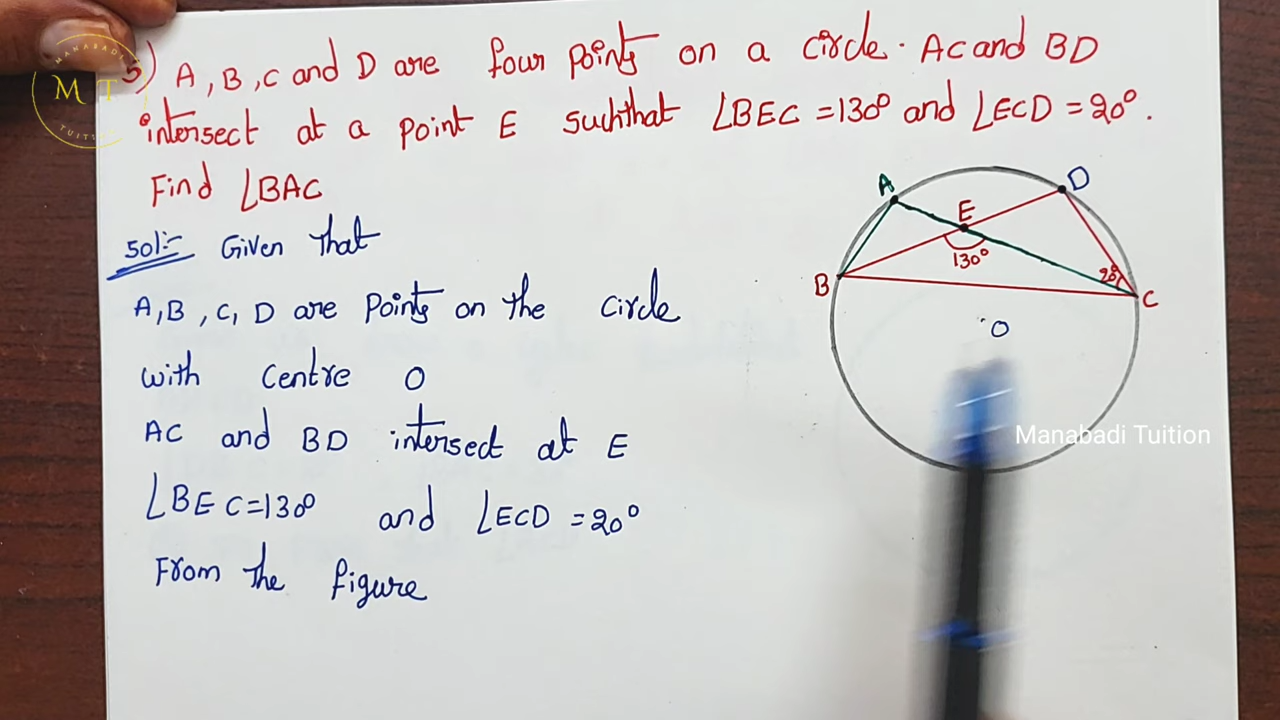 5) A, B, C and D are four points on a circle. AC and BD
intersect at a point E suchthat ∠BEC = 130° and ∠ECD = 20°.
Find ∠BAC
Sol:- Given that
A, B, C, D are points on the circle
with centre O
AC and BD intersect at E
∠BEC = 130° and ∠ECD = 20°
From the figure
A
D
E
130°
20°
B
C
O
Manabadi Tuition
MANABADI
M T
TUITION